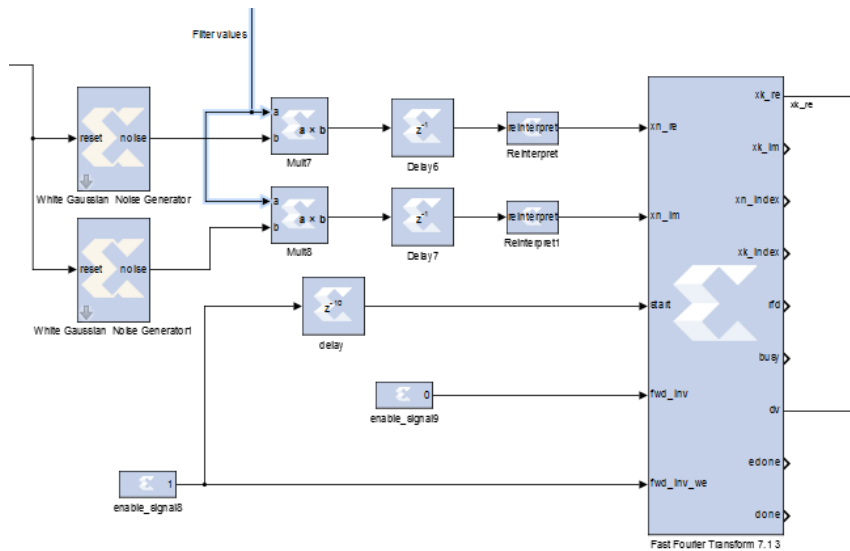 Filter values
reset noise
White Gaussian Noise Generator
a
b
a × b
Mult7
z⁻¹
Delay6
reinterpret
Reinterpret
xn_re
xk_re
xk_re
xk_im
a
b
a × b
Mult8
z⁻¹
Delay7
reinterpret
Reinterpret1
xn_im
xn_index
reset noise
White Gaussian Noise Generator1
xk_index
z⁻¹⁰
delay
start
rfd
busy
0
enable_signal9
fwd_inv
dv
edone
1
enable_signal8
fwd_inv_we
done
Fast Fourier Transform 7.1 3